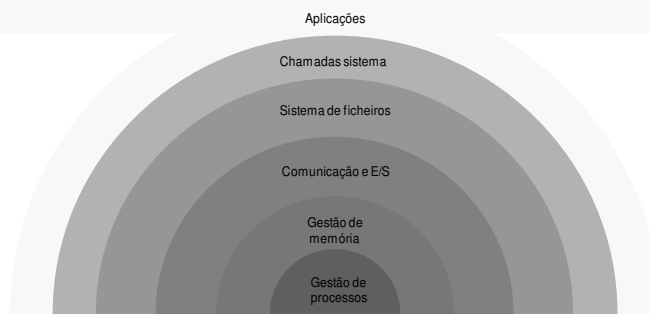 Aplicações
Chamadas sistema
Sistema de ficheiros
Comunicação e E/S
Gestão de
memória
Gestão de
processos